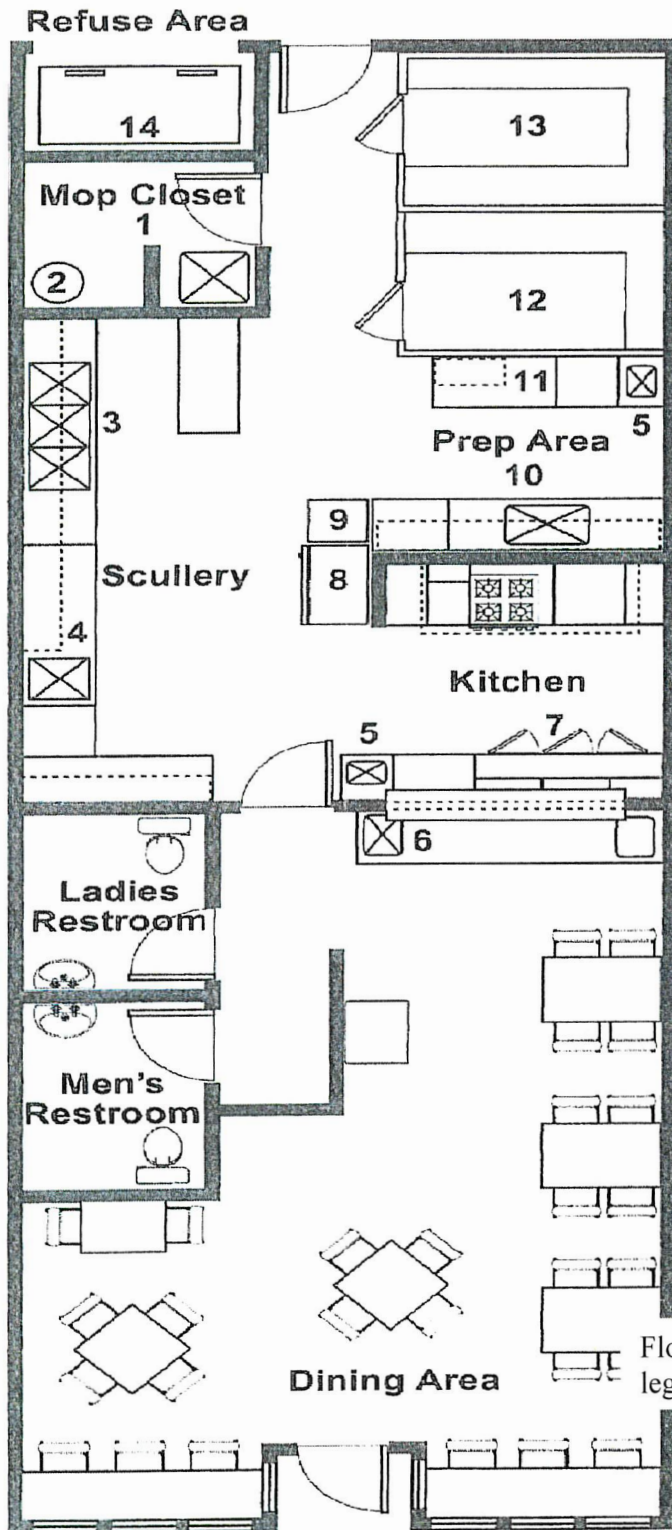 Refuse Area
14
13
Mop Closet
1
2
12
3
11
5
Prep Area
10
9
Scullery
8
4
Kitchen
5
7
6
Ladies
Restroom
Men's
Restroom
Dining Area